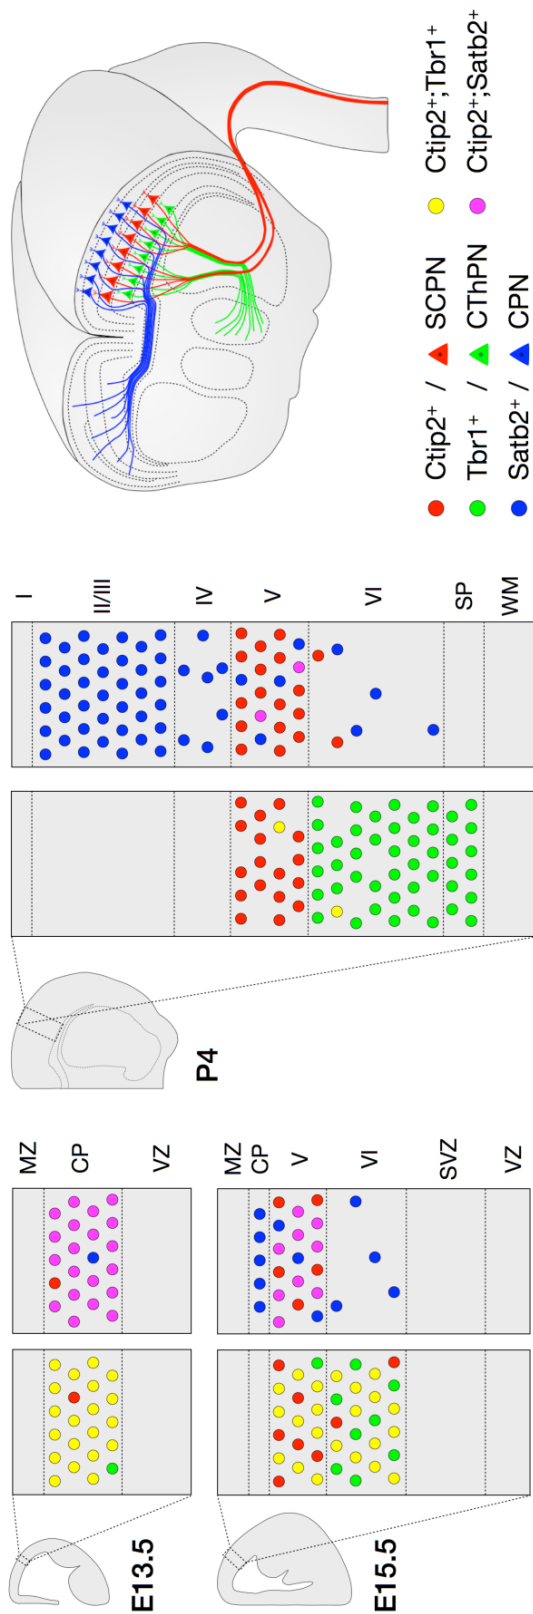 E13.5
MZ
CP
VZ
E15.5
MZ
CP
V
VI
SVZ
VZ
P4
I
II/III
IV
V
VI
SP
WM
Ctip2⁺ / SCPN Ctip2⁺;Tbr1⁺
Tbr1⁺ / CThPN Ctip2⁺;Satb2⁺
Satb2⁺ / CPN